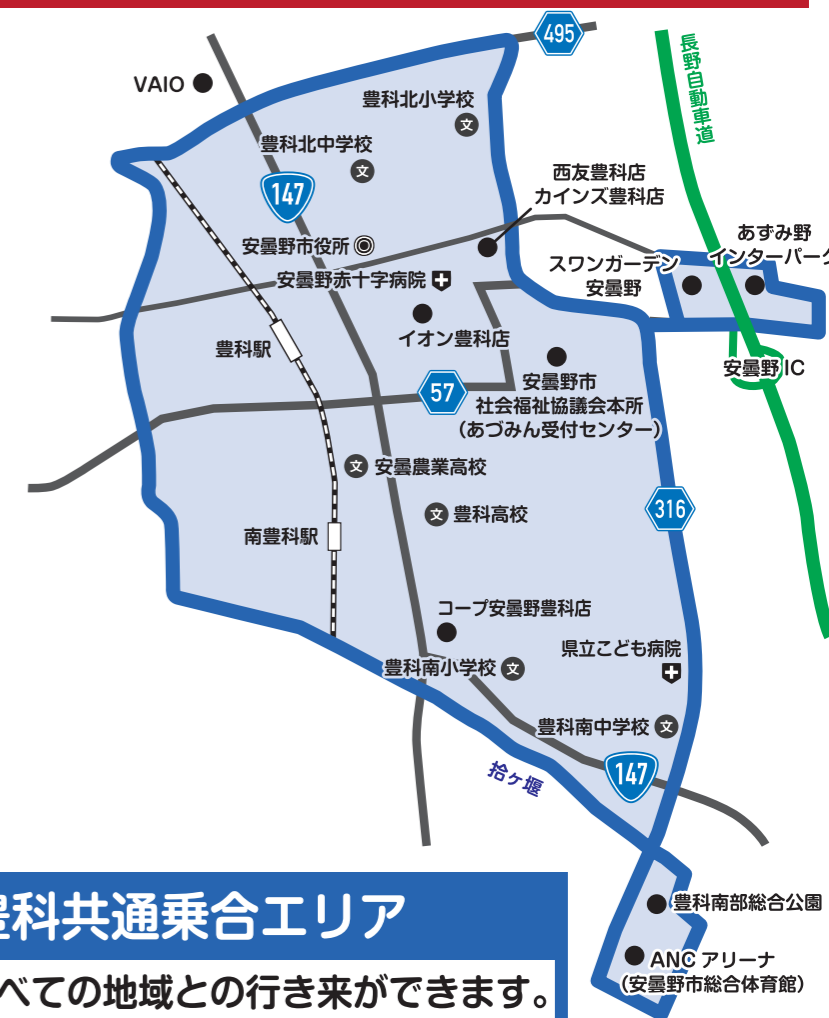 495
長野自動車道
VAIO
豊科北小学校
豊科北中学校
147
西友豊科店
カインズ豊科店
安曇野市役所
あずみ野
インターパーク
スワンガーデン
安曇野
安曇野赤十字病院
イオン豊科店
豊科駅
安曇野IC
57
安曇野市
社会福祉協議会本所
(あづみん受付センター)
文 安曇農業高校
316
文 豊科高校
南豊科駅
コープ安曇野豊科店
県立こども病院
豊科南小学校 文
豊科南中学校 文
147
拾ヶ堰
豊科共通乗合エリア
豊科南部総合公園
べての地域との行き来ができます。
ANC アリーナ
(安曇野市総合体育館)